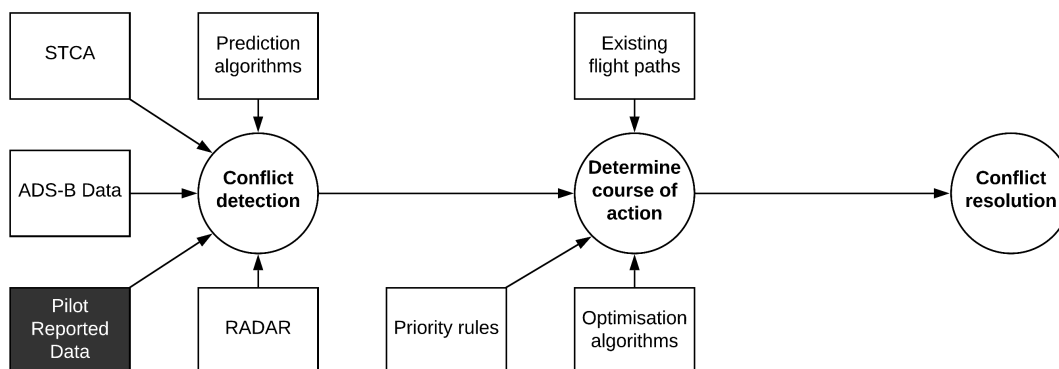 STCA
Prediction
algorithms
Existing
flight paths
ADS-B Data
Conflict
detection
Determine
course of
action
Conflict
resolution
Pilot
Reported
Data
RADAR
Priority rules
Optimisation
algorithms